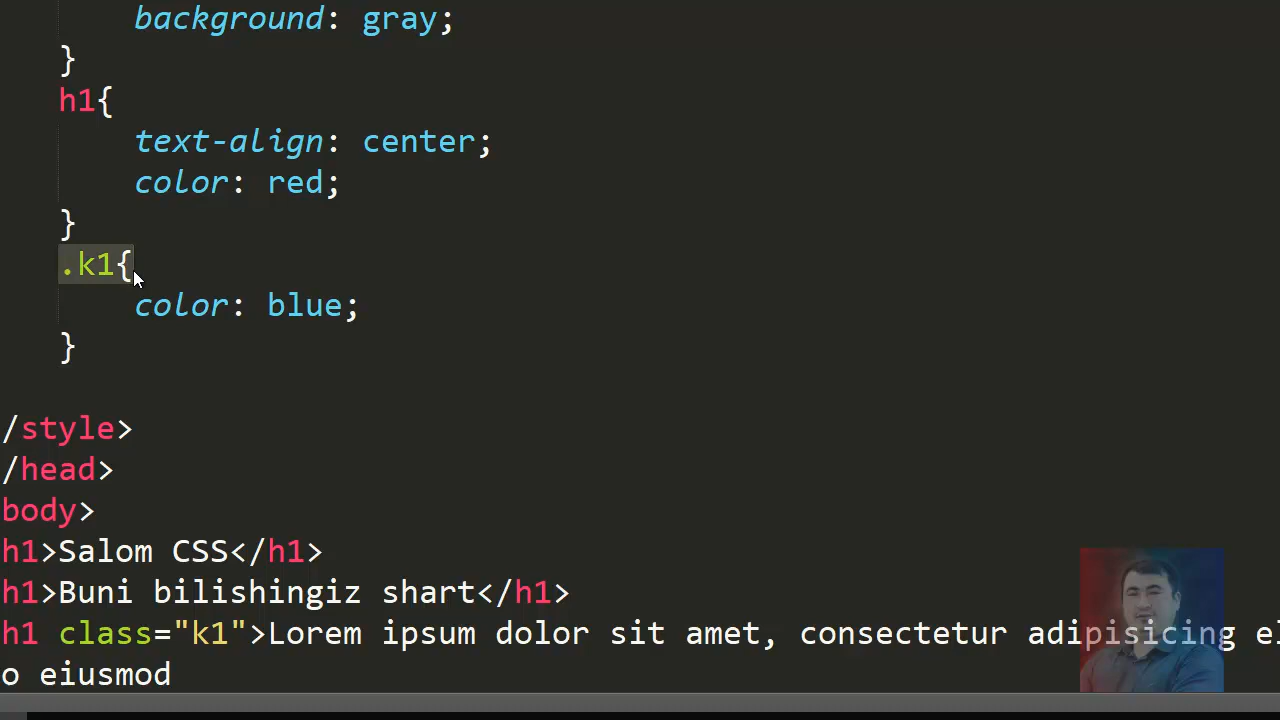 background: gray;
}
h1{
text-align: center;
color: red;
}
.k1{
color: blue;
}
/style>
/head>
body>
h1>Salom CSS</h1>
h1>Buni bilishingiz shart</h1>
h1 class="k1">Lorem ipsum dolor sit amet, consectetur adipisicing el
o eiusmod